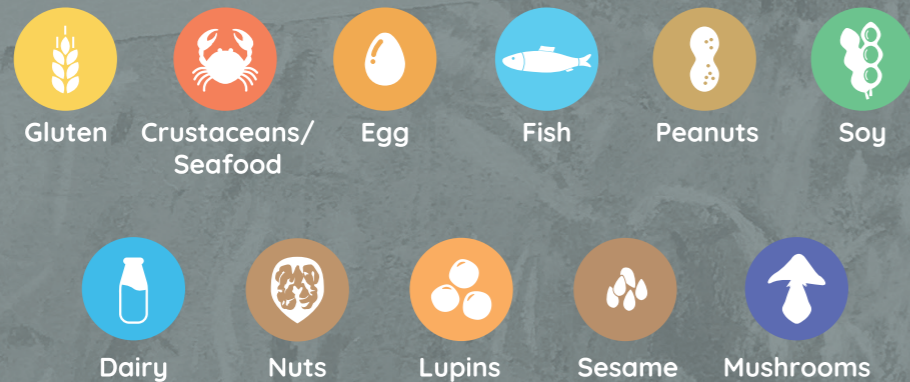 Gluten
Crustaceans/
Seafood
Egg
Fish
Peanuts
Soy
Dairy
Nuts
Lupins
Sesame
Mushrooms